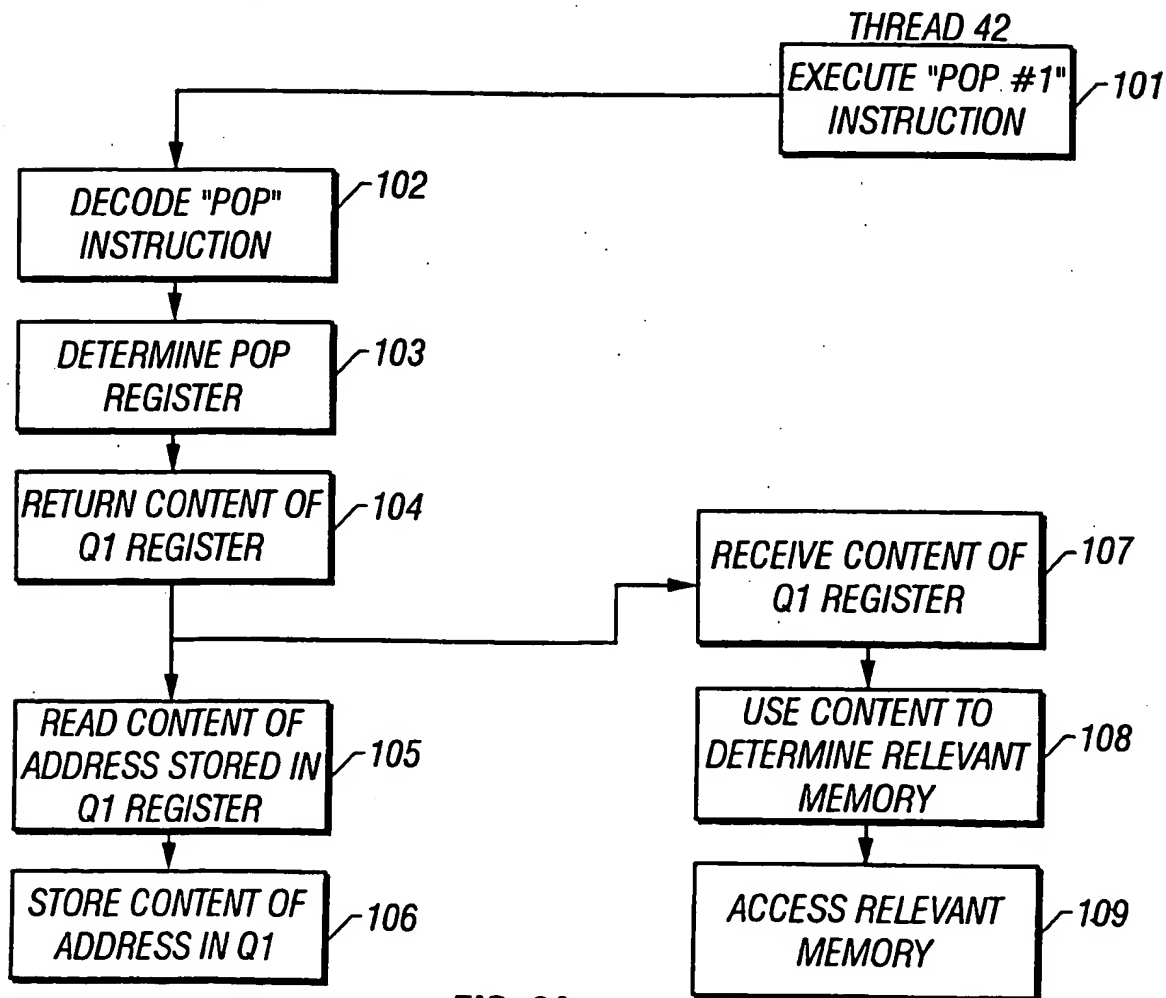 THREAD 42
EXECUTE "POP #1"
INSTRUCTION
101
DECODE "POP"
INSTRUCTION
102
DETERMINE POP
REGISTER
103
RETURN CONTENT OF
Q1 REGISTER
104
RECEIVE CONTENT OF
Q1 REGISTER
107
READ CONTENT OF
ADDRESS STORED IN
Q1 REGISTER
105
USE CONTENT TO
DETERMINE RELEVANT
MEMORY
108
STORE CONTENT OF
ADDRESS IN Q1
106
ACCESS RELEVANT
MEMORY
109